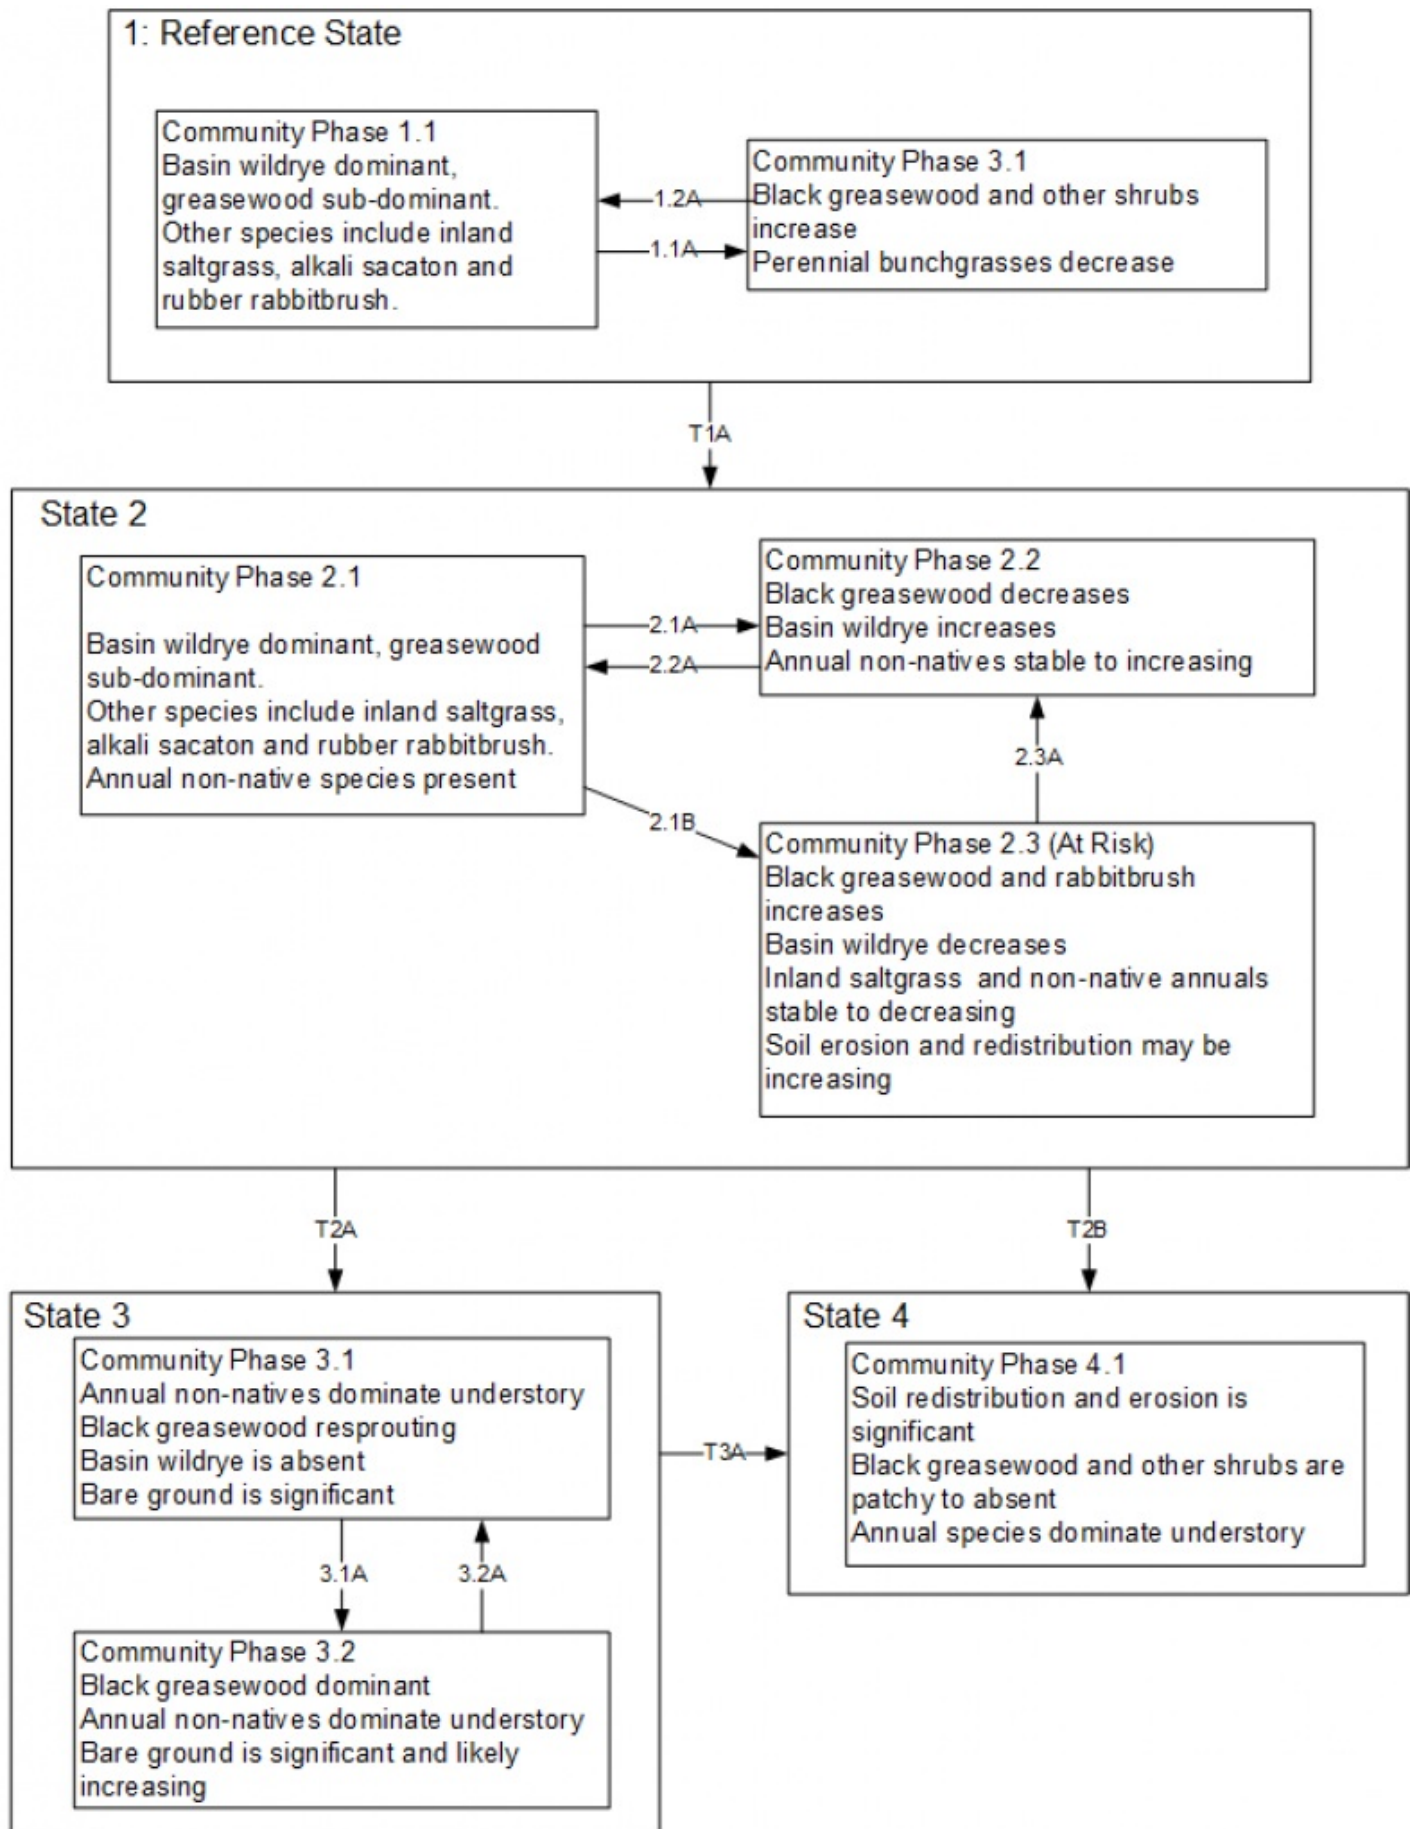 1: Reference State
Community Phase 1.1
Basin wildrye dominant,
greasewood sub-dominant.
Other species include inland
saltgrass, alkali sacaton and
rubber rabbitbrush.
1.2A
1.1A
Community Phase 3.1
Black greasewood and other shrubs
increase
Perennial bunchgrasses decrease
T1A
State 2
Community Phase 2.1
Basin wildrye dominant, greasewood
sub-dominant.
Other species include inland saltgrass,
alkali sacaton and rubber rabbitbrush.
Annual non-native species present
2.1A
2.2A
2.1B
Community Phase 2.2
Black greasewood decreases
Basin wildrye increases
Annual non-natives stable to increasing
2.3A
Community Phase 2.3 (At Risk)
Black greasewood and rabbitbrush
increases
Basin wildrye decreases
Inland saltgrass and non-native annuals
stable to decreasing
Soil erosion and redistribution may be
increasing
T2A
T2B
State 3
Community Phase 3.1
Annual non-natives dominate understory
Black greasewood resprouting
Basin wildrye is absent
Bare ground is significant
3.1A
3.2A
Community Phase 3.2
Black greasewood dominant
Annual non-natives dominate understory
Bare ground is significant and likely
increasing
T3A
State 4
Community Phase 4.1
Soil redistribution and erosion is
significant
Black greasewood and other shrubs are
patchy to absent
Annual species dominate understory